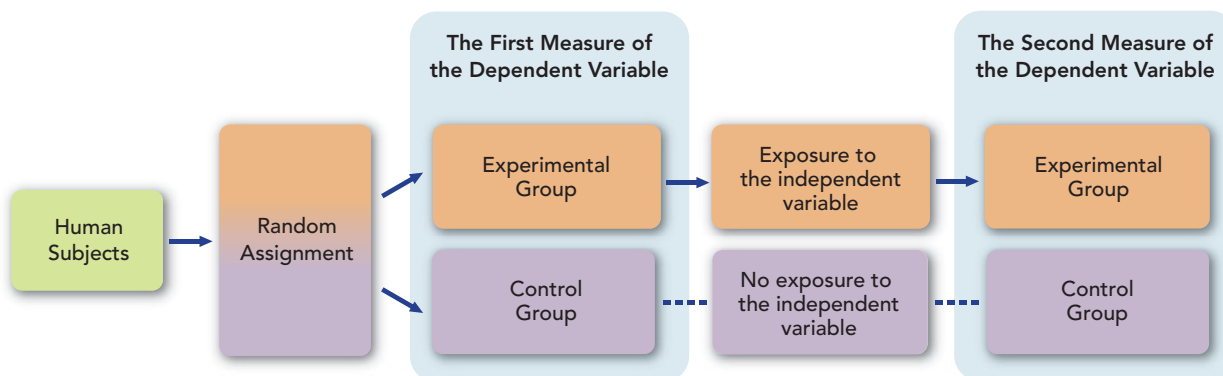 The First Measure of
the Dependent Variable
The Second Measure of
the Dependent Variable
Human
Subjects
Random
Assignment
Experimental
Group
Exposure to
the independent
variable
Experimental
Group
Control
Group
No exposure to
the independent
variable
Control
Group